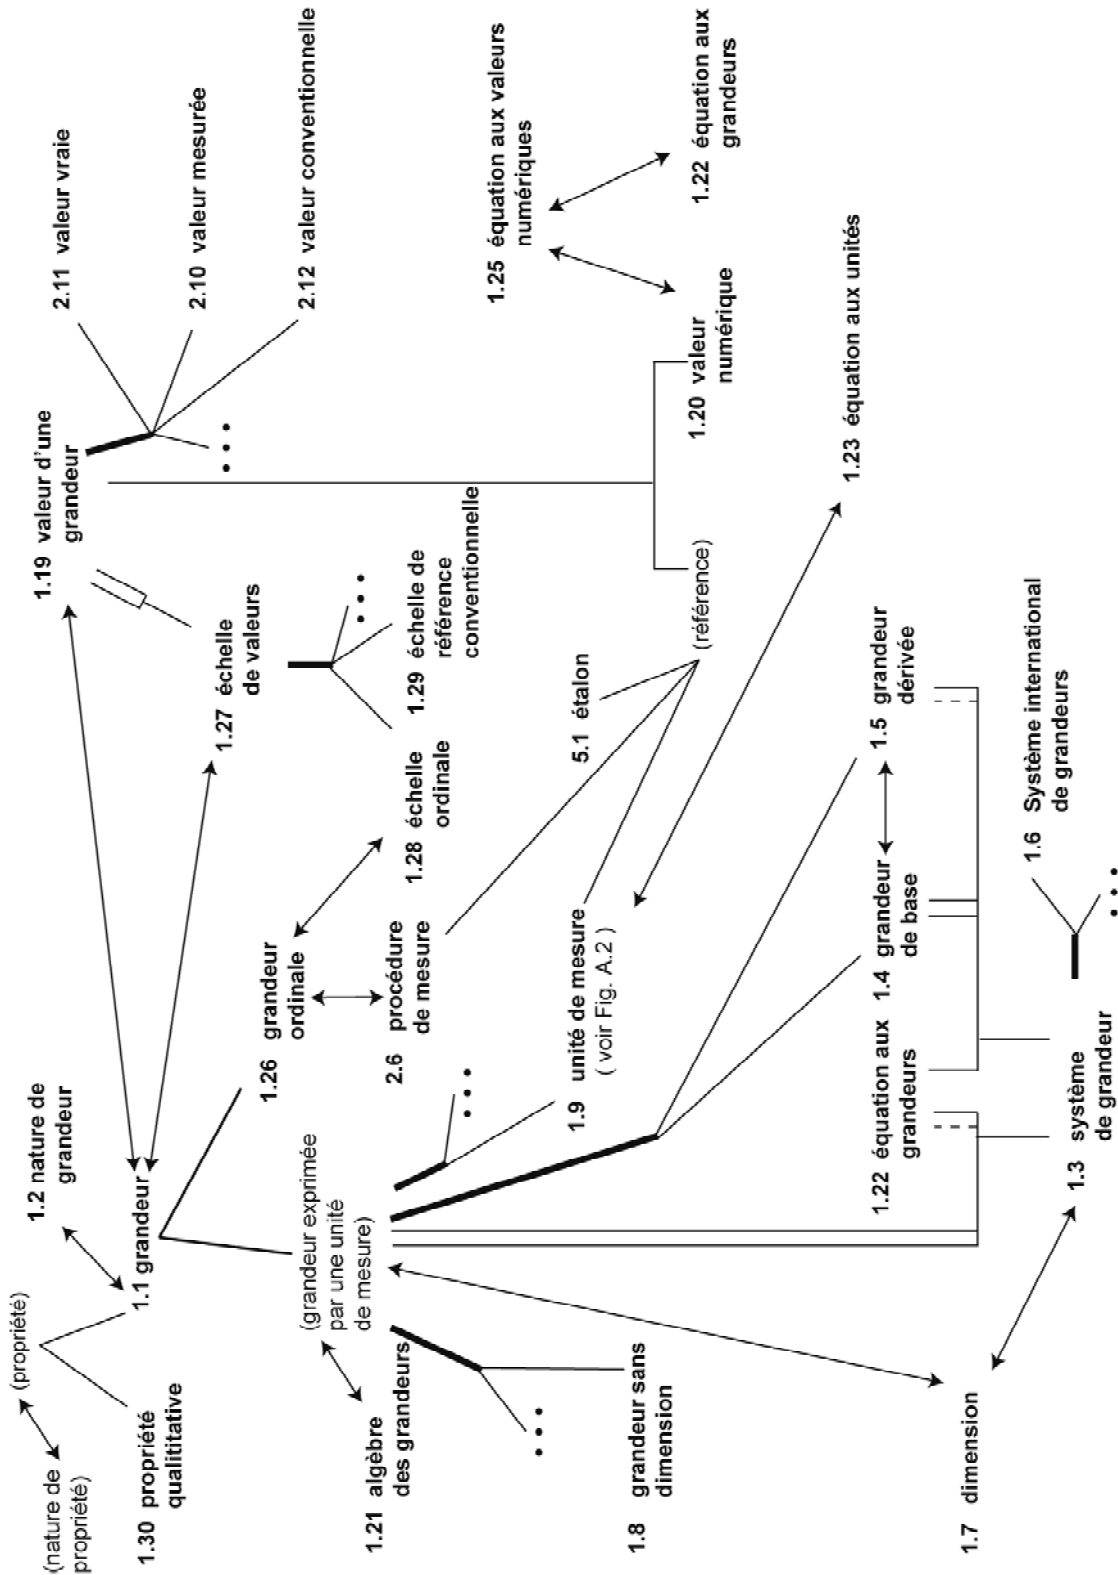 (nature de
propriété)
(propriété)
1.2 nature de
grandeur
1.19 valeur d'une
grandeur
2.11 valeur vraie
1.30 propriété
qualititative
1.1 grandeur
2.10 valeur mesurée
1.27 échelle
de valeurs
2.12 valeur conventionnelle
1.26 grandeur
ordinale
(grandeur exprimée
par une unité
de mesure)
1.21 algèbre
des grandeurs
2.6 procédure
de mesure
1.28 échelle
ordinale
1.29 échelle de
référence
conventionnelle
1.25 équation aux valeurs
numériques
1.9 unité de mesure
( voir Fig. A.2 )
5.1 étalon
1.8 grandeur sans
dimension
(référence)
1.20 valeur
numérique
1.22 équation aux
grandeurs
1.23 équation aux unités
1.22 équation aux
grandeurs
1.4 grandeur
de base
1.5 grandeur
dérivée
1.7 dimension
1.3 système
de grandeur
1.6 Système international
de grandeurs